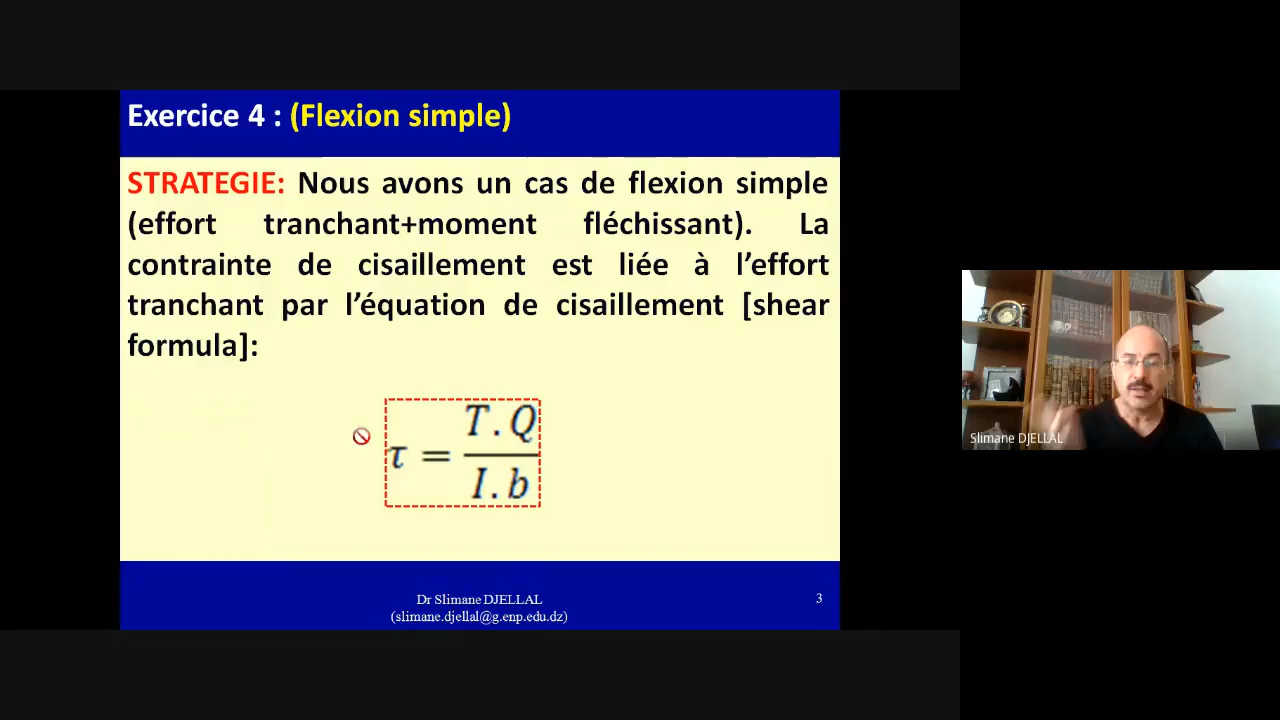 Exercice 4 : (Flexion simple)
STRATEGIE: Nous avons un cas de flexion simple
(effort tranchant+moment fléchissant). La
contrainte de cisaillement est liée à l’effort
tranchant par l’équation de cisaillement [shear
formula]:
τ = T.Q / I.b
Dr Slimane DJELLAL
(slimane.djellal@g.enp.edu.dz)
3
Slimane DJELLAL